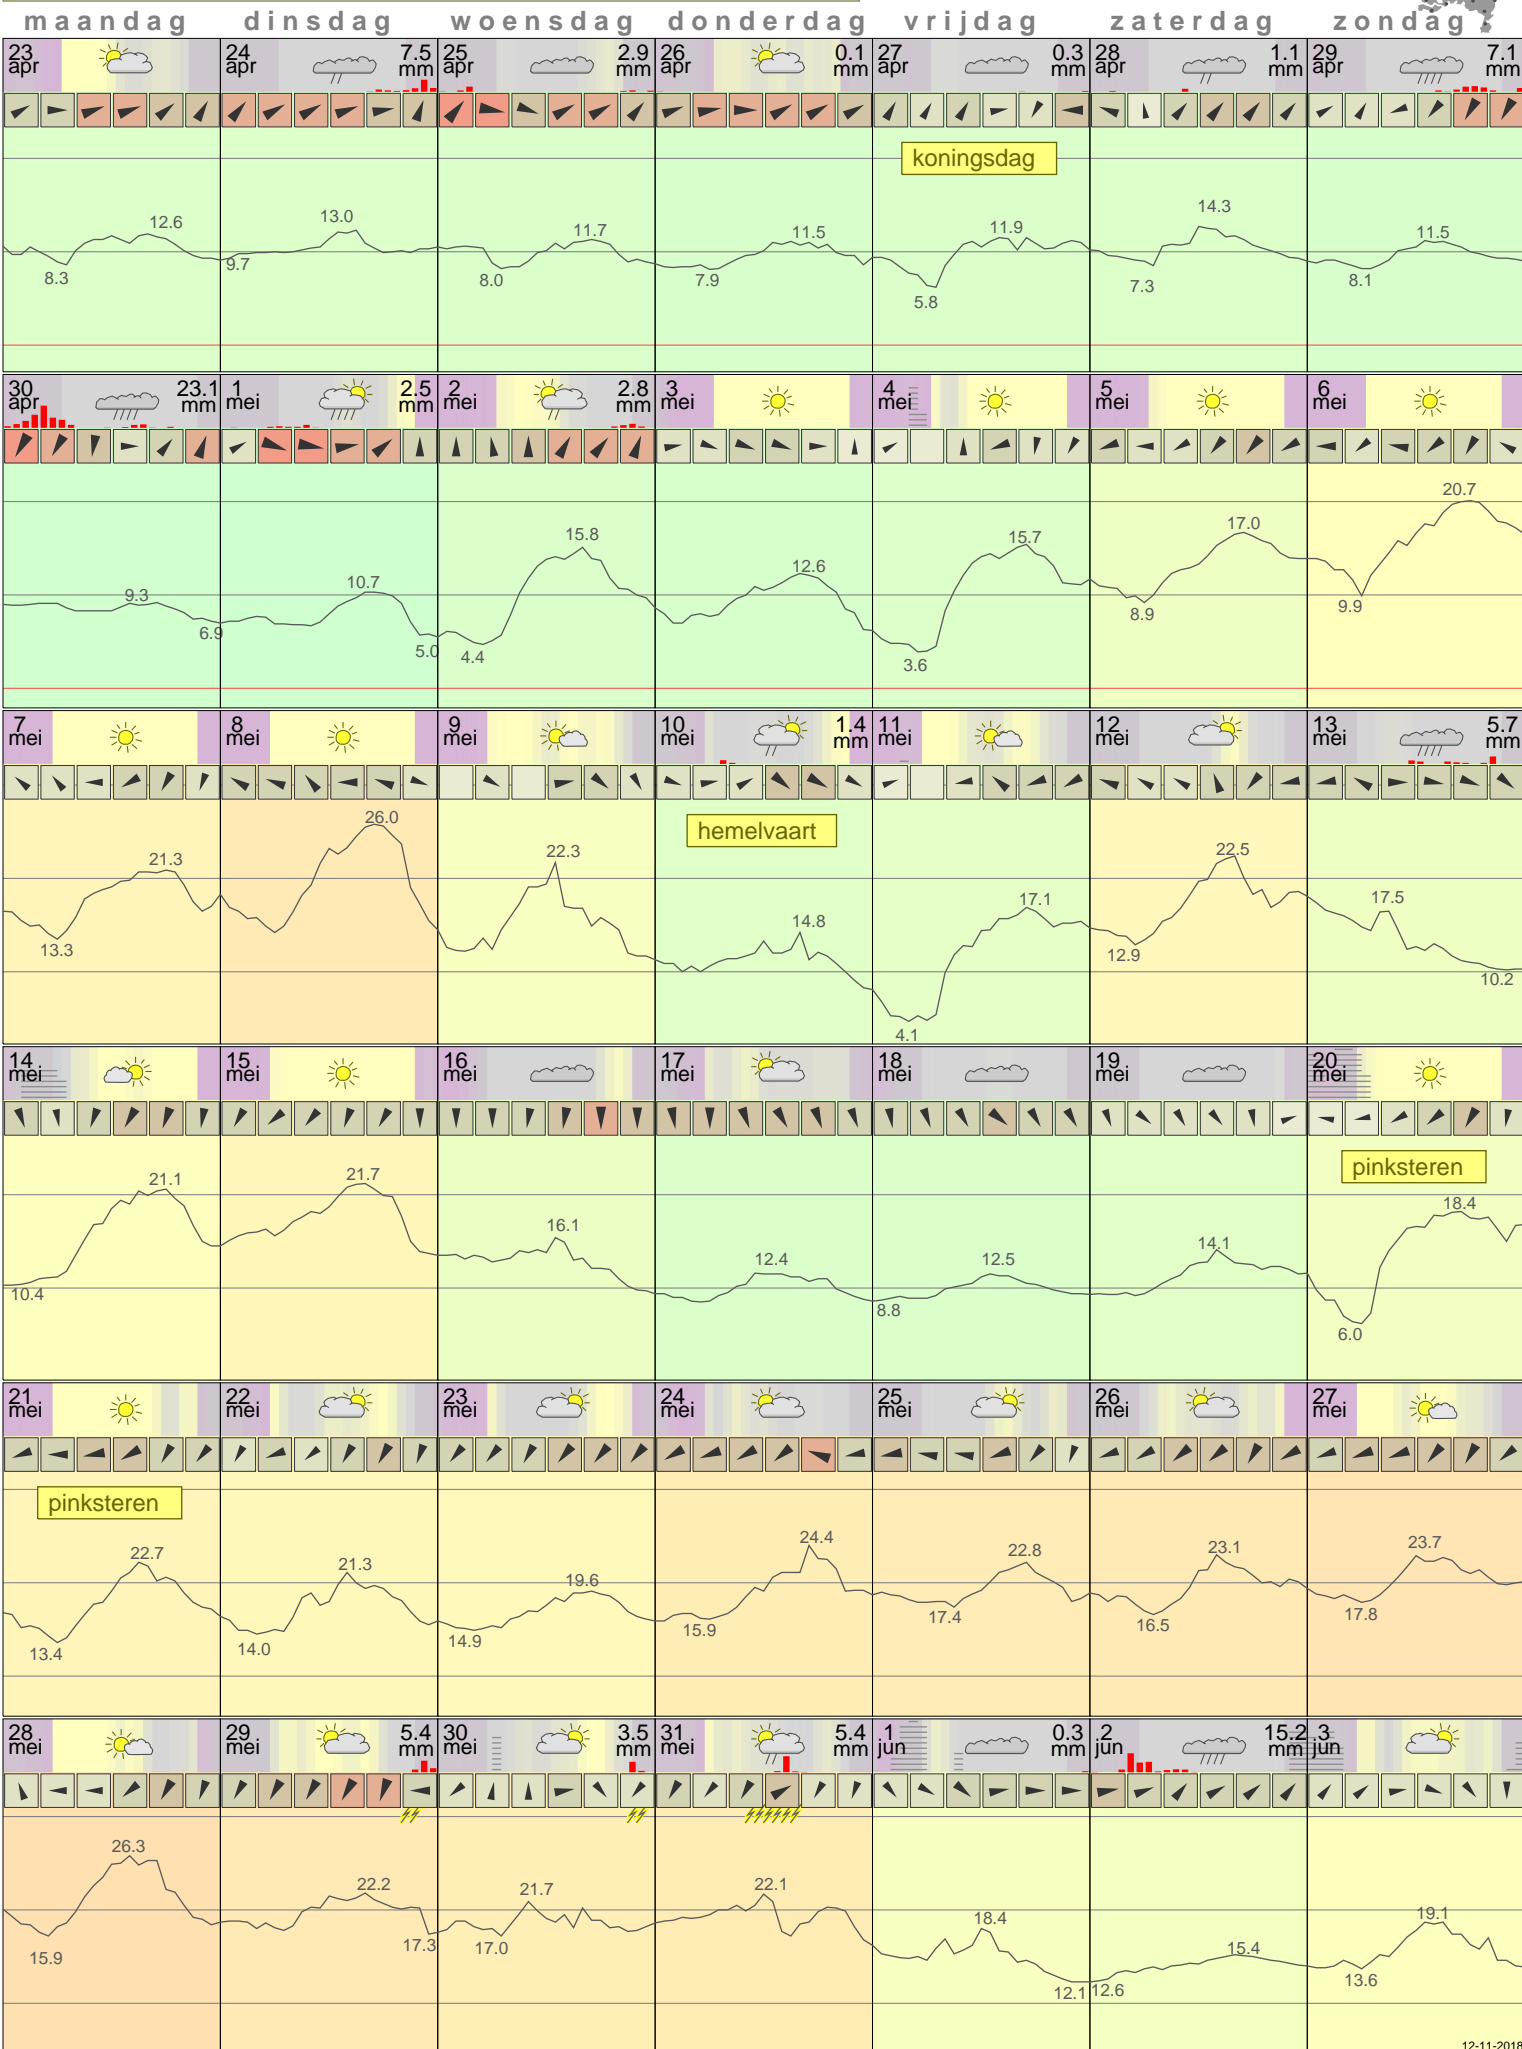 maandag dinsdag woensdag donderdag vrijdag zaterdag zondag
23 apr
24 apr 7.5 mm
25 apr 2.9 mm
26 apr 0.1 mm
27 apr 0.3 mm
28 apr 1.1 mm
29 apr 7.1 mm
koningsdag
12.6 13.0 11.7 11.5 11.9 14.3 11.5
8.3 9.7 8.0 7.9 5.8 7.3 8.1
30 apr 23.1 mm
1 mei 2.5 mm
2 mei 2.8 mm
3 mei
4 mei
5 mei
6 mei
9.3 10.7 15.8 12.6 15.7 17.0 20.7
6.9 5.0 4.4 3.6 8.9 9.9
7 mei
8 mei
9 mei
10 mei 1.4 mm
11 mei
12 mei
13 mei 5.7 mm
hemelvaart
21.3 26.0 22.3 14.8 17.1 22.5 17.5
13.3 4.1 12.9 10.2
14 mei
15 mei
16 mei
17 mei
18 mei
19 mei
20 mei
pinksteren
21.1 21.7 16.1 12.4 12.5 14.1 18.4
10.4 8.8 6.0
21 mei
22 mei
23 mei
24 mei
25 mei
26 mei
27 mei
pinksteren
22.7 21.3 19.6 24.4 22.8 23.1 23.7
13.4 14.0 14.9 15.9 17.4 16.5 17.8
28 mei
29 mei 5.4 mm
30 mei 3.5 mm
31 mei 5.4 mm
1 jun 0.3 mm
2 jun 15.2
3 jun
26.3 22.2 21.7 22.1 18.4 15.4 19.1
15.9 17.3 17.0 12.1 12.6 13.6
12-11-2018